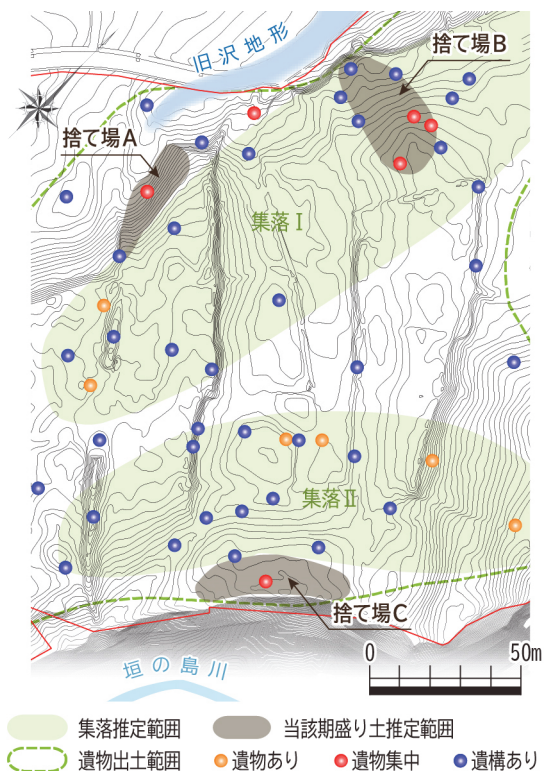 旧沢地形
捨て場B
捨て場A
集落Ⅰ
集落Ⅱ
捨て場C
垣の島川
0 50m
集落推定範囲 当該期盛り土推定範囲
遺物出土範囲 遺物あり 遺物集中 遺構あり